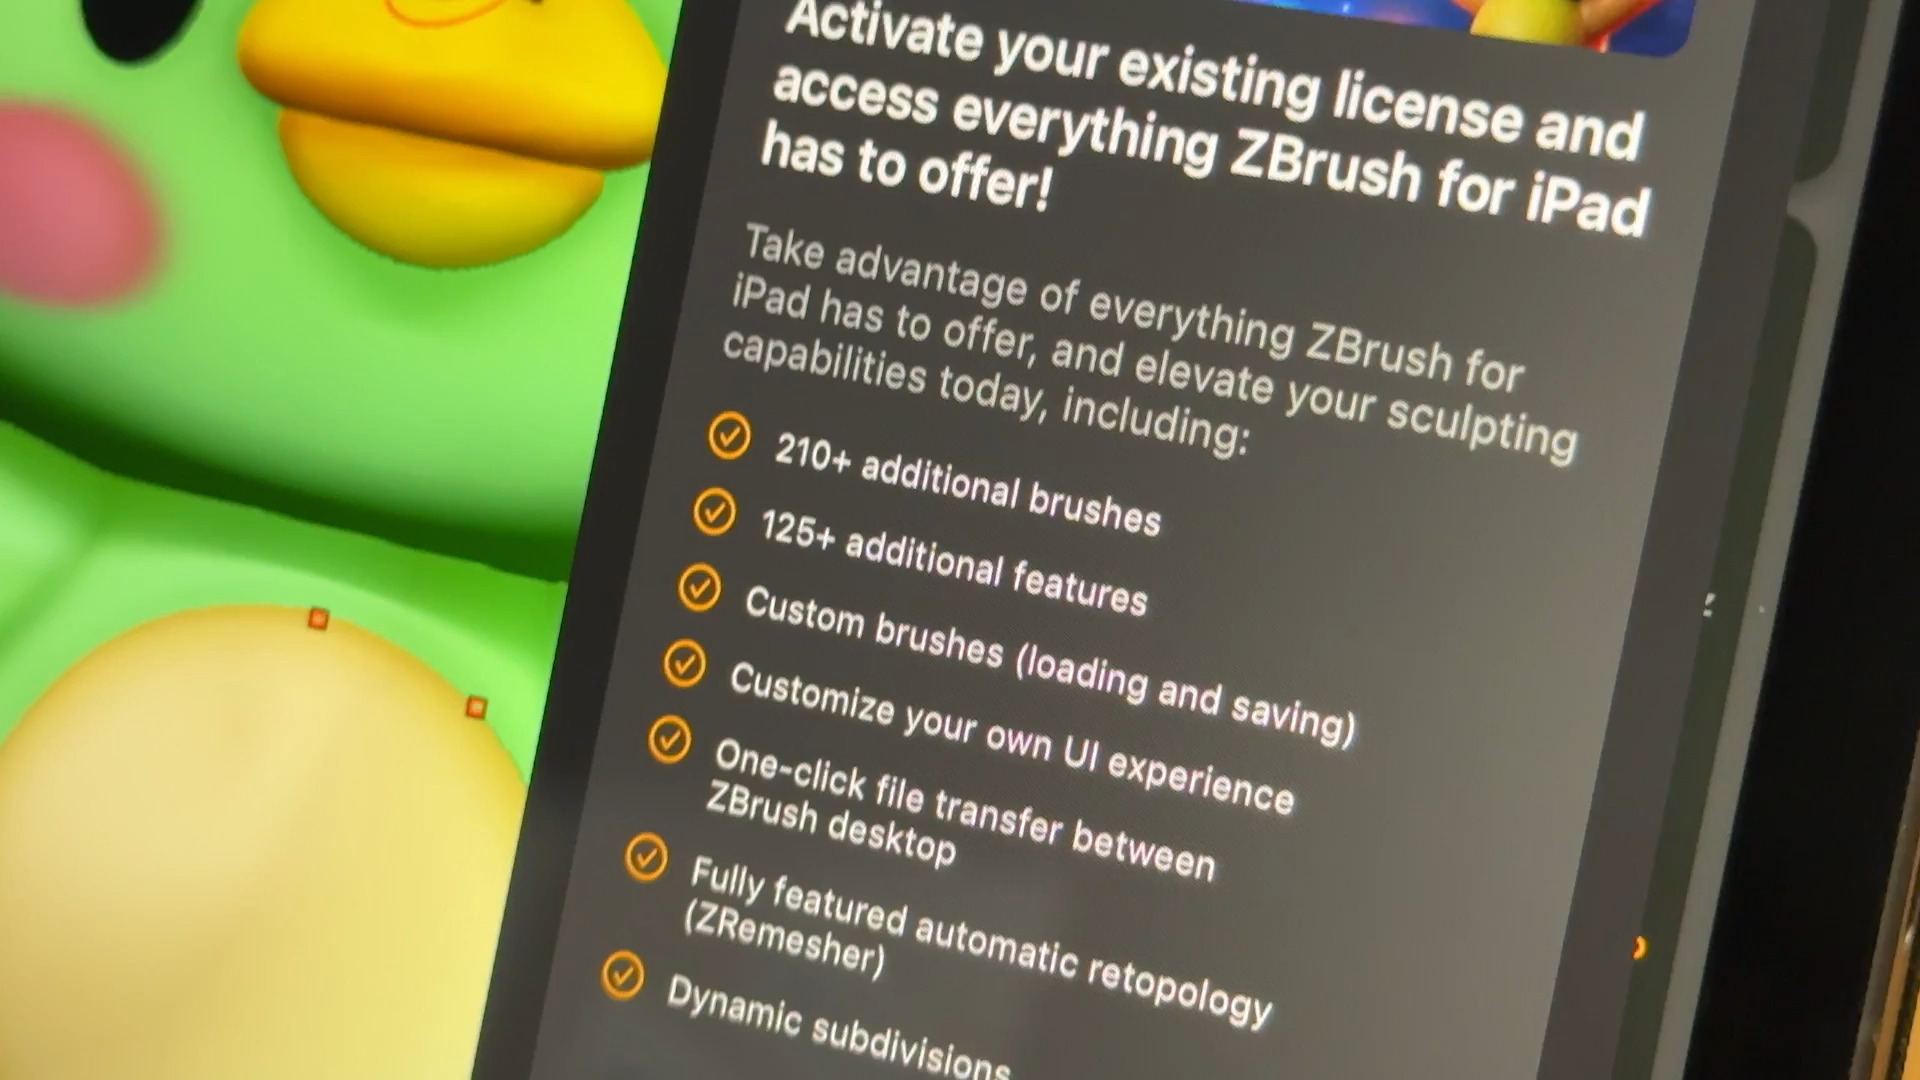 Activate your existing license and
access everything ZBrush for iPad
has to offer!
Take advantage of everything ZBrush for
iPad has to offer, and elevate your sculpting
capabilities today, including:
210+ additional brushes
125+ additional features
Custom brushes (loading and saving)
Customize your own UI experience
One-click file transfer between
ZBrush desktop
Fully featured automatic retopology
(ZRemesher)
Dynamic subdivisions